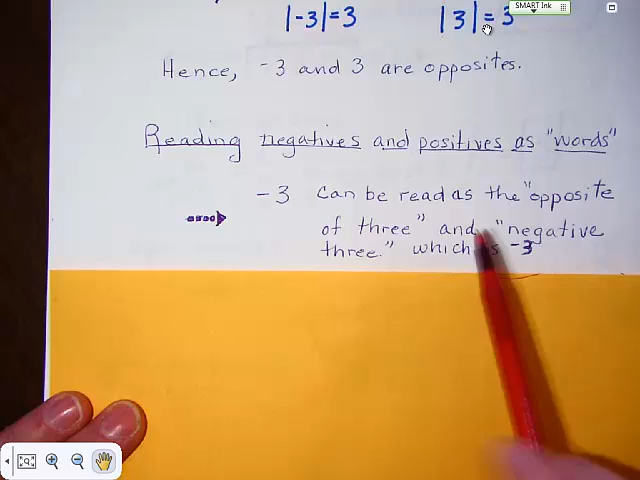 |-3|=3 |3|=3
SMART Ink
Hence, -3 and 3 are opposites.
Reading negatives and positives as "words"
-3 can be read as the "opposite
of three" and "negative
three." which is -3